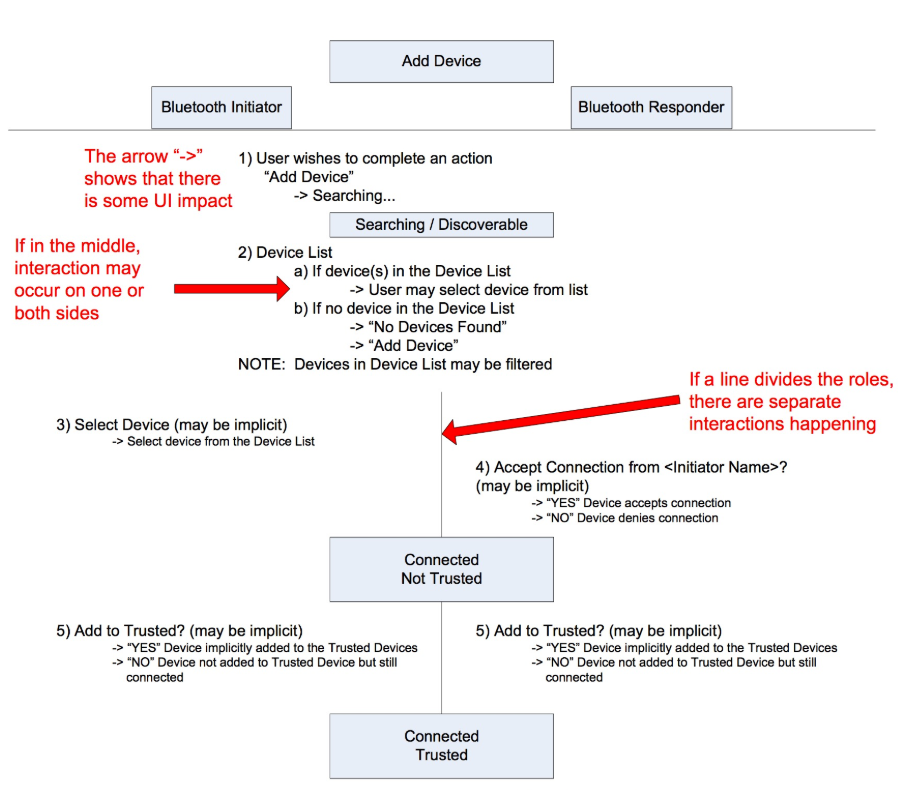 Add Device
Bluetooth Initiator
Bluetooth Responder
The arrow “->”
shows that there
is some UI impact
1) User wishes to complete an action
“Add Device”
-> Searching...
Searching / Discoverable
If in the middle,
interaction may
occur on one or
both sides
2) Device List
a) If device(s) in the Device List
-> User may select device from list
b) If no device in the Device List
-> “No Devices Found”
-> “Add Device”
NOTE:  Devices in Device List may be filtered
If a line divides the roles,
there are separate
interactions happening
3) Select Device (may be implicit)
-> Select device from the Device List
4) Accept Connection from <Initiator Name>?
(may be implicit)
-> “YES” Device accepts connection
-> “NO” Device denies connection
Connected
Not Trusted
5) Add to Trusted? (may be implicit)
-> “YES” Device implicitly added to the Trusted Devices
-> “NO” Device not added to Trusted Device but still
connected
5) Add to Trusted? (may be implicit)
-> “YES” Device implicitly added to the Trusted Devices
-> “NO” Device not added to Trusted Device but still
connected
Connected
Trusted